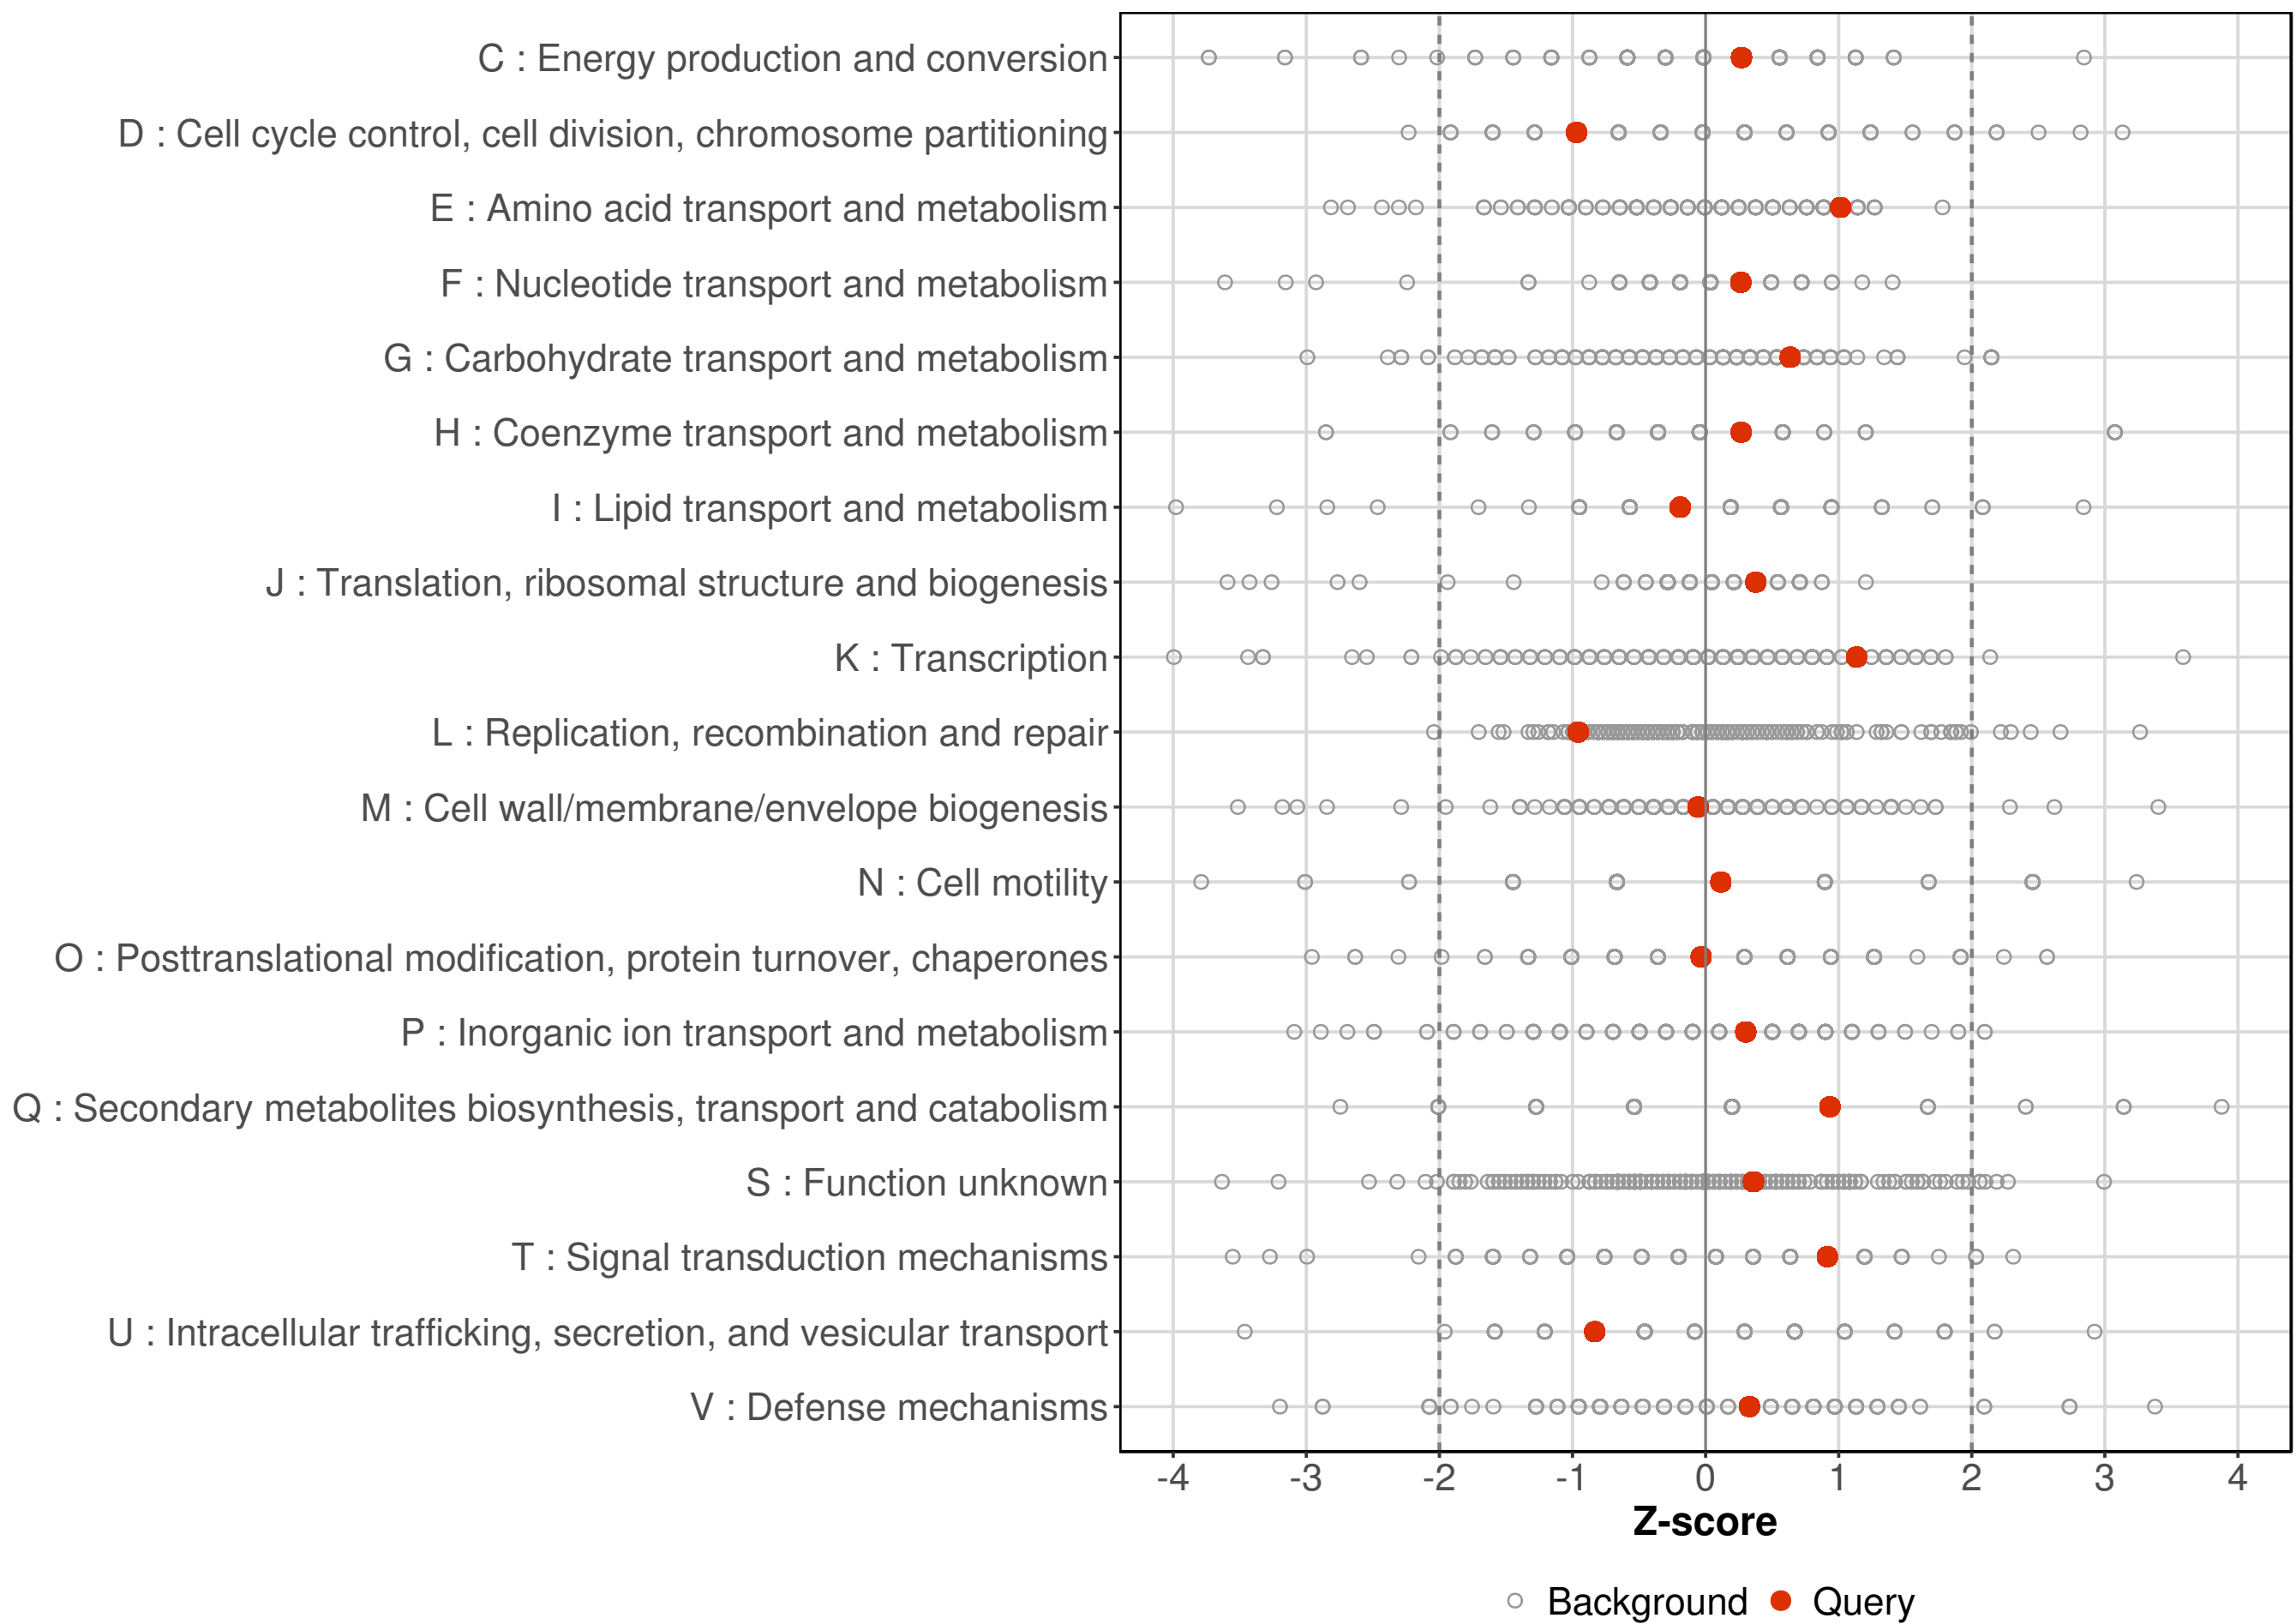 C : Energy production and conversion
D : Cell cycle control, cell division, chromosome partitioning
E : Amino acid transport and metabolism
F : Nucleotide transport and metabolism
G : Carbohydrate transport and metabolism
H : Coenzyme transport and metabolism
I : Lipid transport and metabolism
J : Translation, ribosomal structure and biogenesis
K : Transcription
L : Replication, recombination and repair
M : Cell wall/membrane/envelope biogenesis
N : Cell motility
O : Posttranslational modification, protein turnover, chaperones
P : Inorganic ion transport and metabolism
Q : Secondary metabolites biosynthesis, transport and catabolism
S : Function unknown
T : Signal transduction mechanisms
U : Intracellular trafficking, secretion, and vesicular transport
V : Defense mechanisms
-4 -3 -2 -1 0 1 2 3 4
Z-score
Background Query